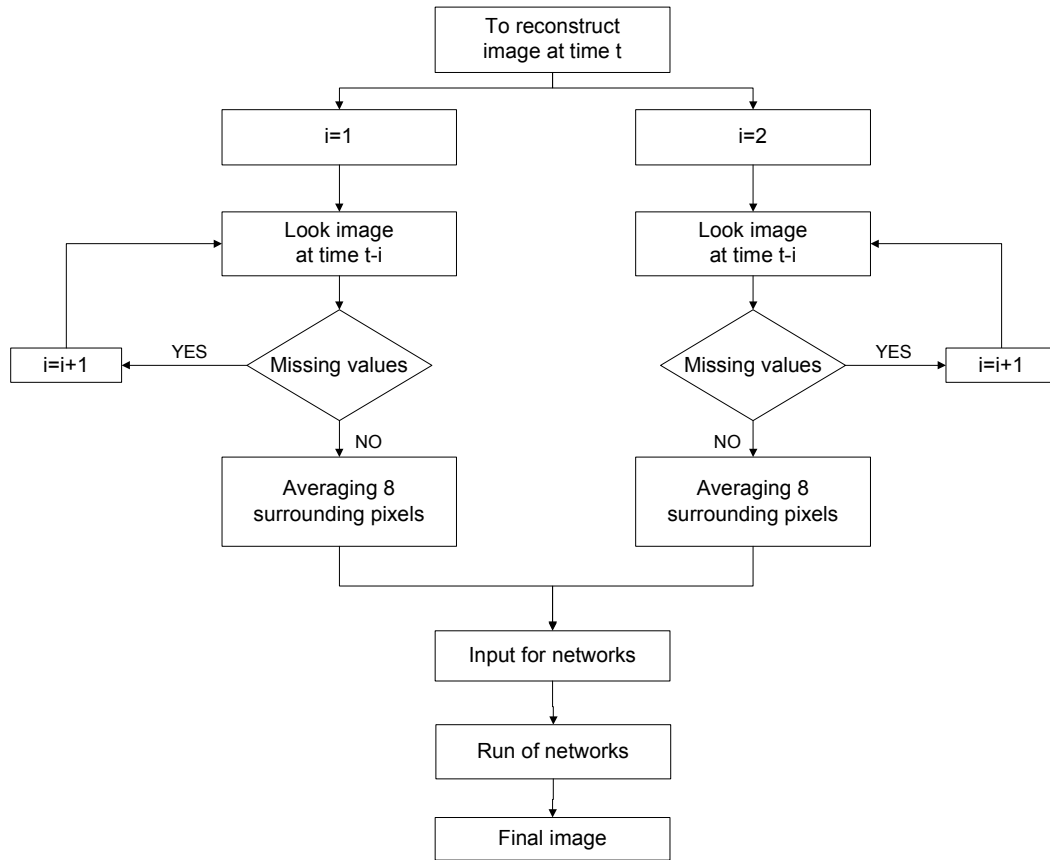 To reconstruct
image at time t
i=1
i=2
Look image
at time t-i
Look image
at time t-i
i=i+1
YES
Missing values
Missing values
YES
i=i+1
NO
NO
Averaging 8
surrounding pixels
Averaging 8
surrounding pixels
Input for networks
Run of networks
Final image